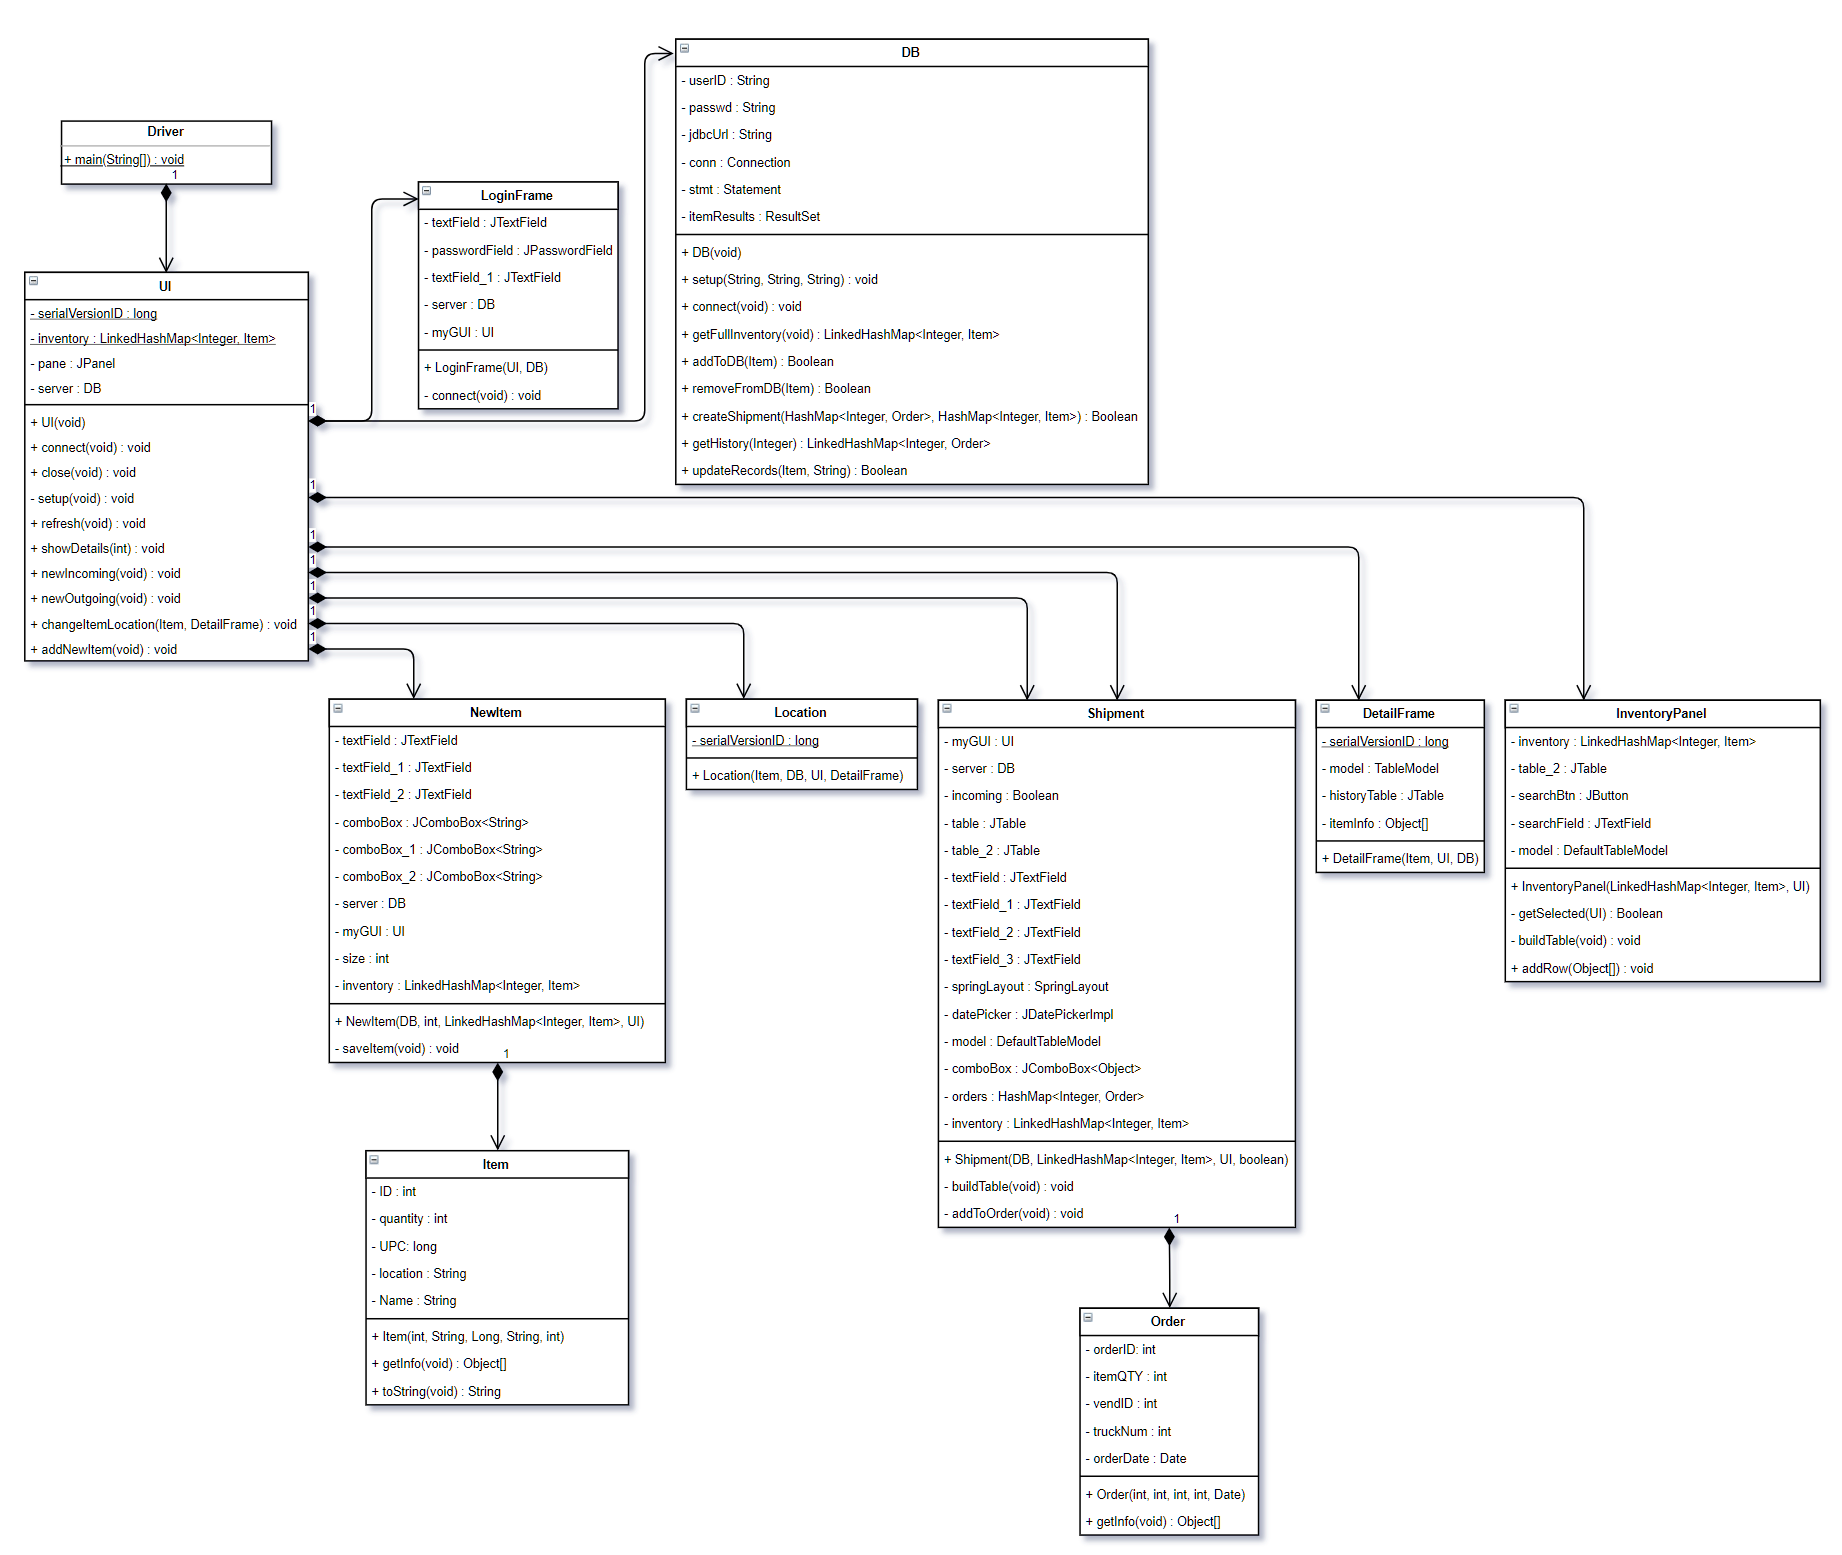 Driver
+ main(String[]) : void
1
UI
- serialVersionID : long
- inventory : LinkedHashMap<Integer, Item>
- pane : JPanel
- server : DB
+ UI(void)
+ connect(void) : void
+ close(void) : void
- setup(void) : void
+ refresh(void) : void
+ showDetails(int) : void
+ newIncoming(void) : void
+ newOutgoing(void) : void
+ changeItemLocation(Item, DetailFrame) : void
+ addNewItem(void) : void
1
1
1
1
1
1
1
LoginFrame
- textField : JTextField
- passwordField : JPasswordField
- textField_1 : JTextField
- server : DB
- myGUI : UI
+ LoginFrame(UI, DB)
- connect(void) : void
DB
- userID : String
- passwd : String
- jdbcUrl : String
- conn : Connection
- stmt : Statement
- itemResults : ResultSet
+ DB(void)
+ setup(String, String, String) : void
+ connect(void) : void
+ getFullInventory(void) : LinkedHashMap<Integer, Item>
+ addToDB(Item) : Boolean
+ removeFromDB(Item) : Boolean
+ createShipment(HashMap<Integer, Order>, HashMap<Integer, Item>) : Boolean
+ getHistory(Integer) : LinkedHashMap<Integer, Order>
+ updateRecords(Item, String) : Boolean
NewItem
- textField : JTextField
- textField_1 : JTextField
- textField_2 : JTextField
- comboBox : JComboBox<String>
- comboBox_1 : JComboBox<String>
- comboBox_2 : JComboBox<String>
- server : DB
- myGUI : UI
- size : int
- inventory : LinkedHashMap<Integer, Item>
+ NewItem(DB, int, LinkedHashMap<Integer, Item>, UI)
- saveItem(void) : void
1
Location
- serialVersionID : long
+ Location(Item, DB, UI, DetailFrame)
Shipment
- myGUI : UI
- server : DB
- incoming : Boolean
- table : JTable
- table_2 : JTable
- textField : JTextField
- textField_1 : JTextField
- textField_2 : JTextField
- textField_3 : JTextField
- springLayout : SpringLayout
- datePicker : JDatePickerImpl
- model : DefaultTableModel
- comboBox : JComboBox<Object>
- orders : HashMap<Integer, Order>
- inventory : LinkedHashMap<Integer, Item>
+ Shipment(DB, LinkedHashMap<Integer, Item>, UI, boolean)
- buildTable(void) : void
- addToOrder(void) : void
1
DetailFrame
- serialVersionID : long
- model : TableModel
- historyTable : JTable
- itemInfo : Object[]
+ DetailFrame(Item, UI, DB)
InventoryPanel
- inventory : LinkedHashMap<Integer, Item>
- table_2 : JTable
- searchBtn : JButton
- searchField : JTextField
- model : DefaultTableModel
+ InventoryPanel(LinkedHashMap<Integer, Item>, UI)
- getSelected(UI) : Boolean
- buildTable(void) : void
+ addRow(Object[]) : void
Item
- ID : int
- quantity : int
- UPC: long
- location : String
- Name : String
+ Item(int, String, Long, String, int)
+ getInfo(void) : Object[]
+ toString(void) : String
Order
- orderID: int
- itemQTY : int
- vendID : int
- truckNum : int
- orderDate : Date
+ Order(int, int, int, int, Date)
+ getInfo(void) : Object[]